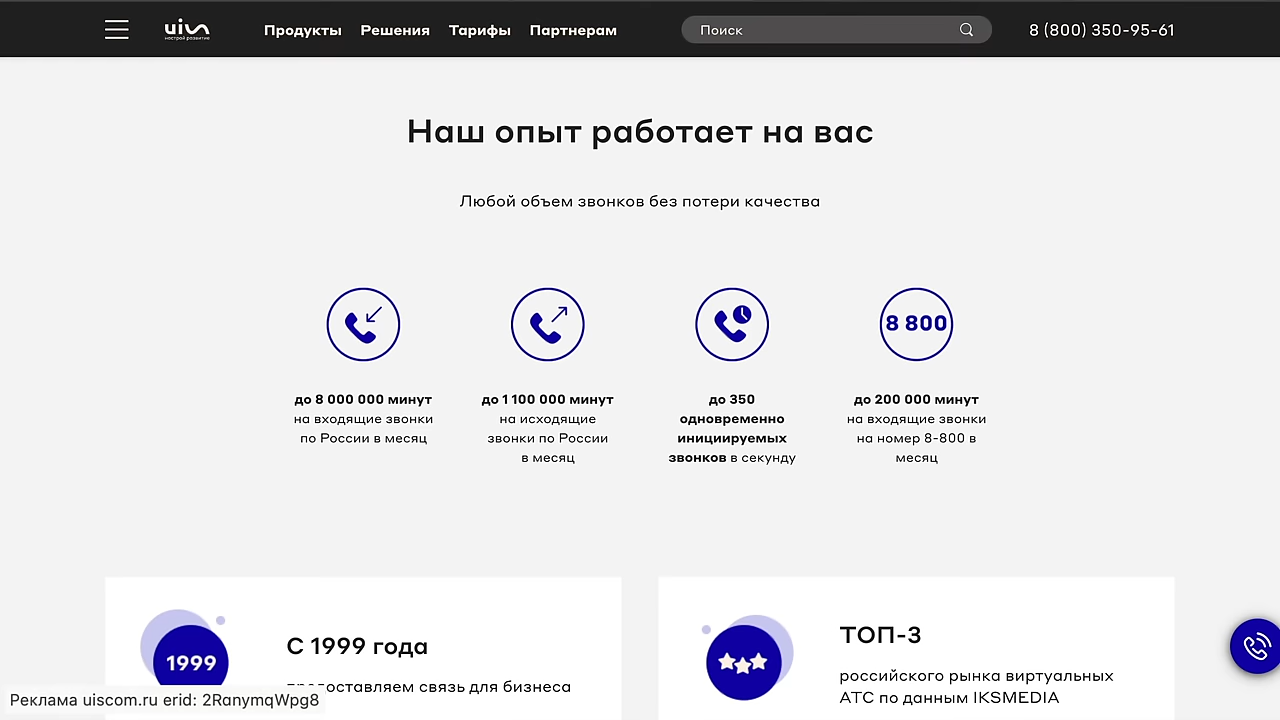 uis
настрой развитие
Продукты Решения Тарифы Партнерам
Поиск
8 (800) 350-95-61
Наш опыт работает на вас
Любой объем звонков без потери качества
8 800
до 8 000 000 минут
на входящие звонки
по России в месяц
до 1 100 000 минут
на исходящие
звонки по России
в месяц
до 350
одновременно
инициируемых
звонков в секунду
до 200 000 минут
на входящие звонки
на номер 8-800 в
месяц
1999
С 1999 года
предоставляем связь для бизнеса
ТОП-3
российского рынка виртуальных
АТС по данным IKSMEDIA
Реклама uiscom.ru erid: 2RanymqWpg8